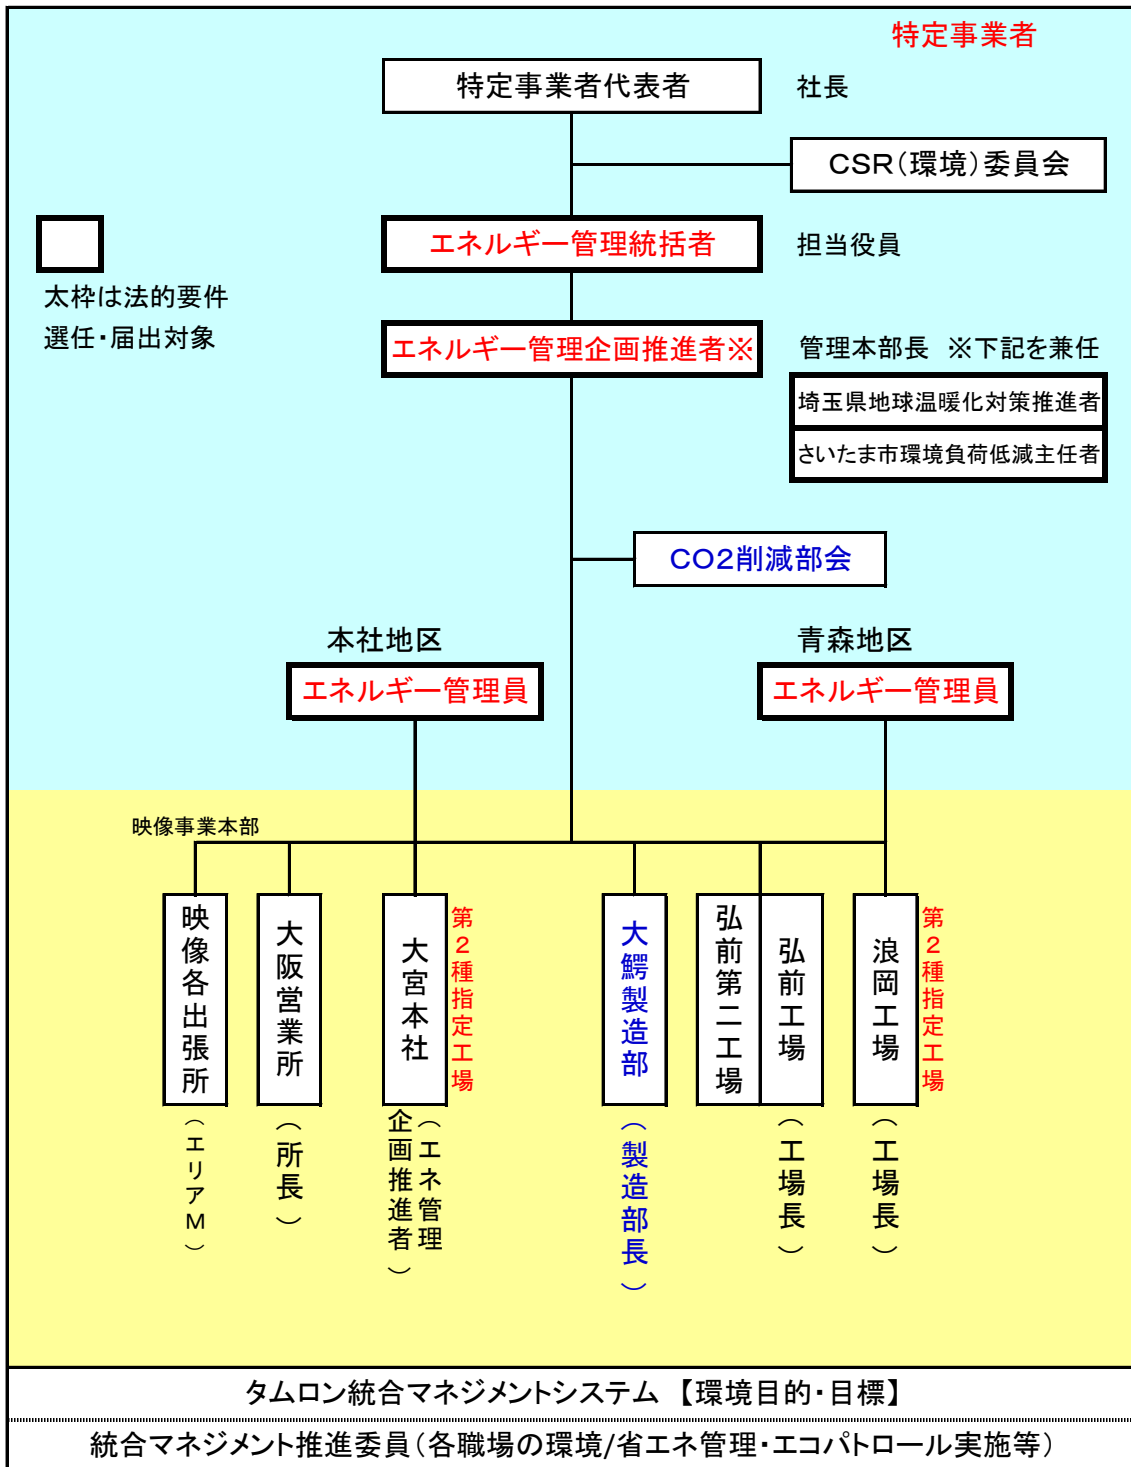 特定事業者
特定事業者代表者
社長
CSR(環境)委員会
エネルギー管理統括者
担当役員
太枠は法的要件
選任・届出対象
エネルギー管理企画推進者※
管理本部長 ※下記を兼任
埼玉県地球温暖化対策推進者
さいたま市環境負荷低減主任者
CO2削減部会
本社地区
エネルギー管理員
青森地区
エネルギー管理員
映像事業本部
映像各出張所
(エリアM)
大阪営業所
(所長)
大宮本社
第2種指定工場
(エネ管理
企画推進者)
大鰐製造部
(製造部長)
弘前第二工場
弘前工場
(工場長)
浪岡工場
第2種指定工場
(工場長)
タムロン統合マネジメントシステム 【環境目的・目標】
統合マネジメント推進委員(各職場の環境/省エネ管理・エコパトロール実施等)